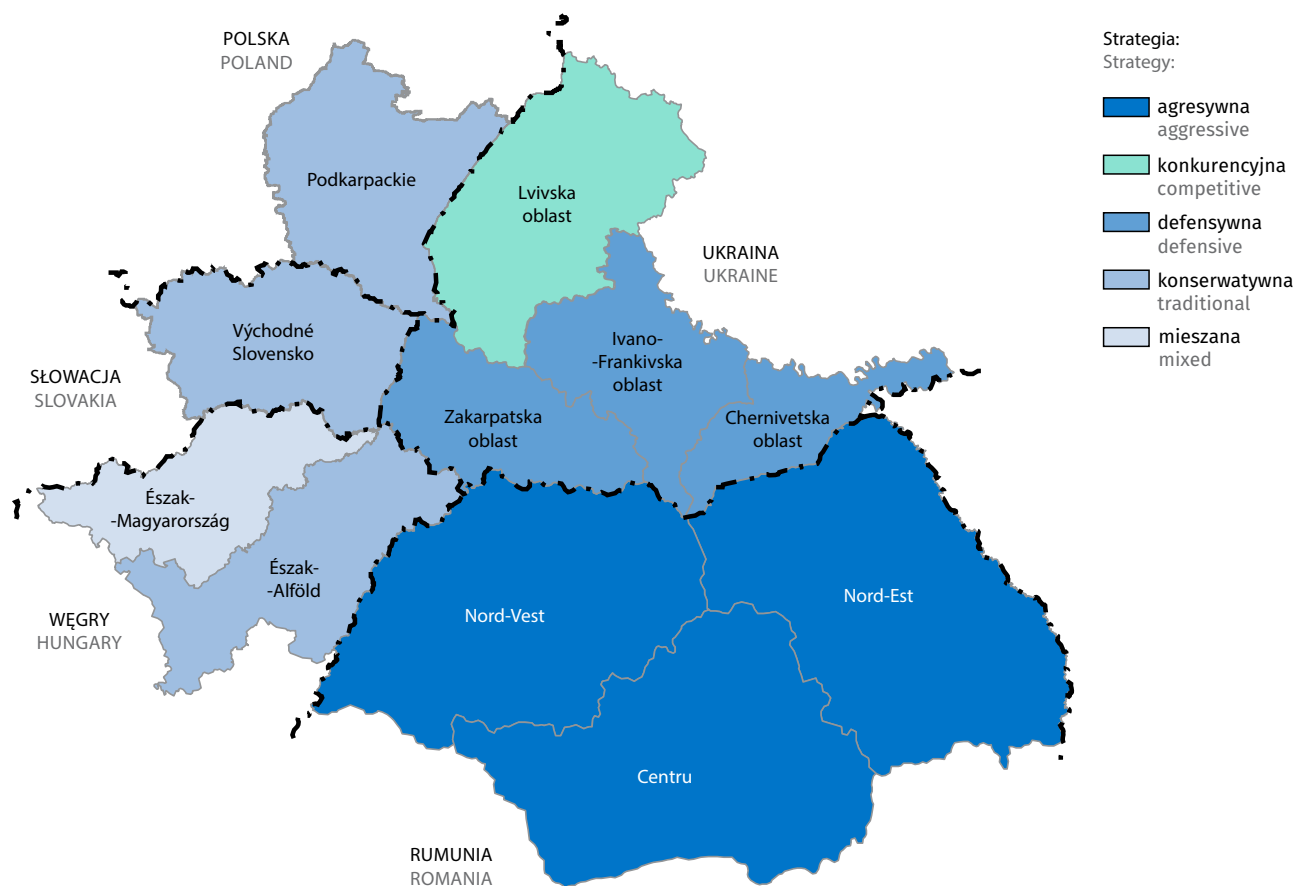 POLSKA
POLAND
Podkarpackie
Lvivska
oblast
UKRAINA
UKRAINE
Východné
Slovensko
SŁOWACJA
SLOVAKIA
Ivano-
-Frankivska
oblast
Zakarpatska
oblast
Chernivetska
oblast
Észak-
-Magyarország
Észak-
-Alföld
WĘGRY
HUNGARY
Nord-Vest
Nord-Est
Centru
RUMUNIA
ROMANIA
Strategia:
Strategy:
agresywna
aggressive
konkurencyjna
competitive
defensywna
defensive
konserwatywna
traditional
mieszana
mixed